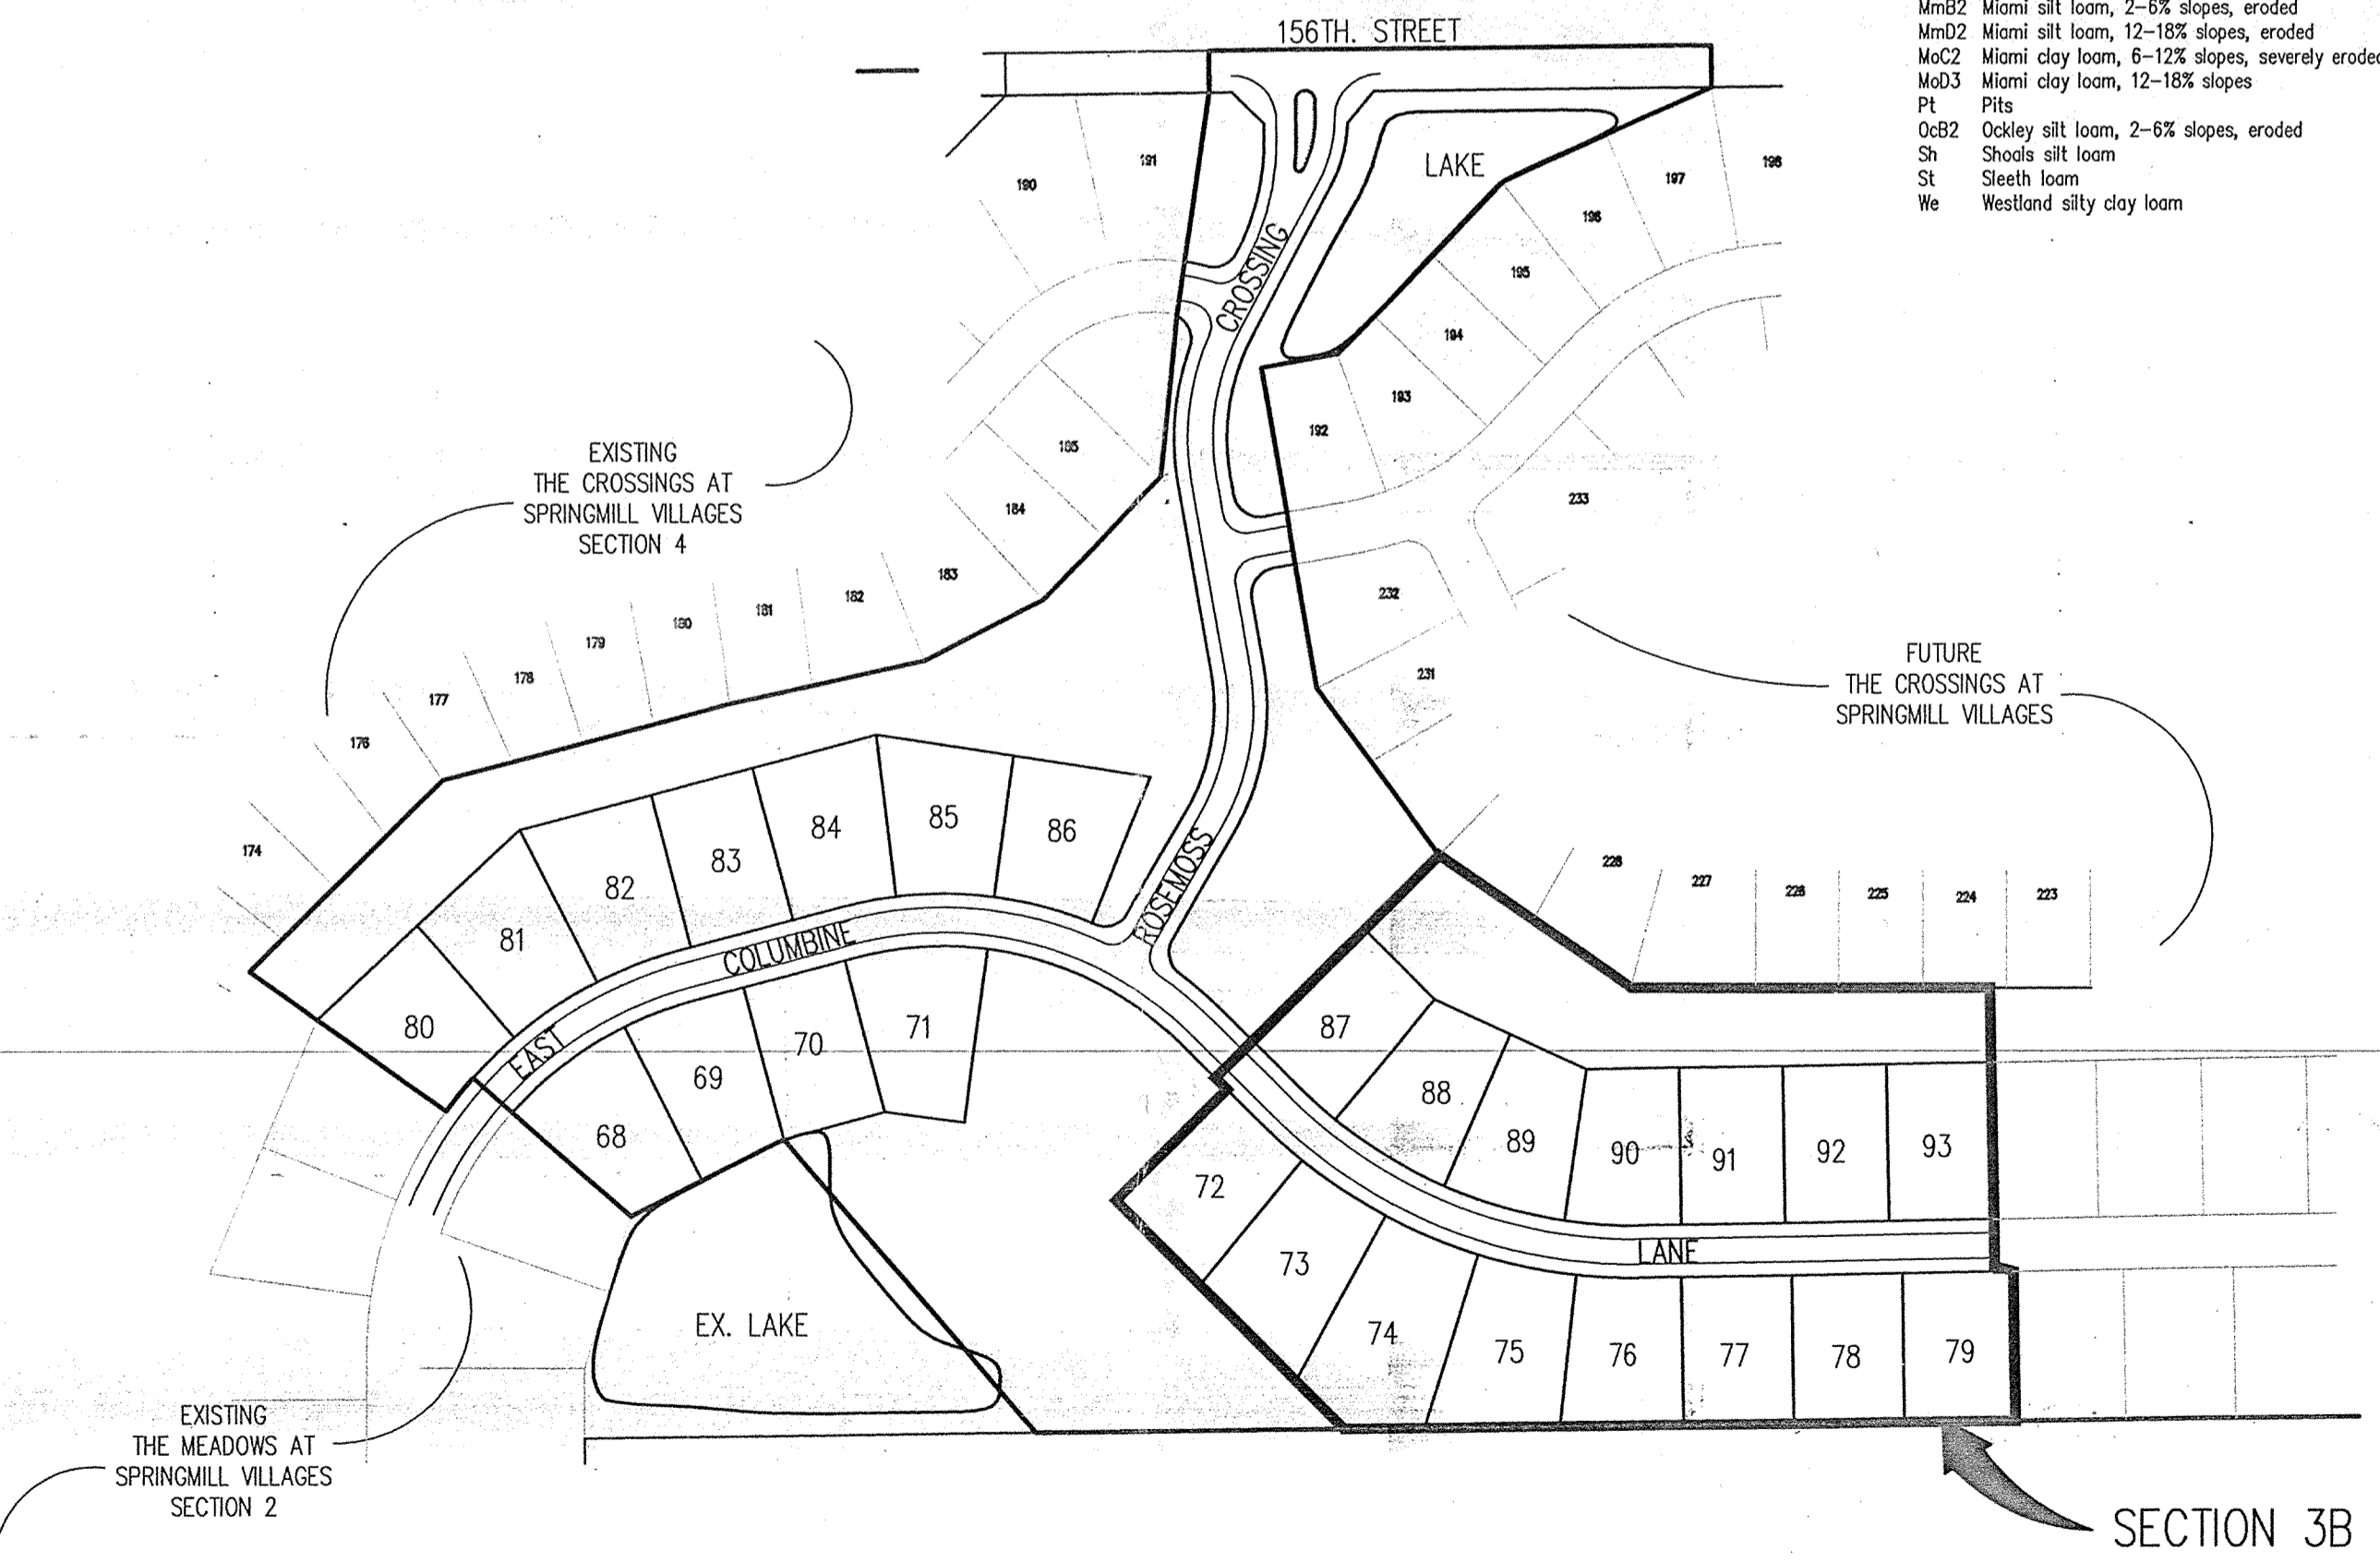 MmB2 Miami silt loam, 2-6% slopes, eroded
MmD2 Miami silt loam, 12-18% slopes, eroded
MoC2 Miami clay loam, 6-12% slopes, severely eroded
MoD3 Miami clay loam, 12-18% slopes
Pt Pits
OcB2 Ockley silt loam, 2-6% slopes, eroded
Sh Shoals silt loam
St Sleeth loam
We Westland silty clay loam
156TH. STREET
190
191
LAKE
197
198
196
195
194
193
192
CROSSING
185
184
183
182
181
180
179
178
177
176
174
EXISTING
THE CROSSINGS AT
SPRINGMILL VILLAGES
SECTION 4
233
232
231
FUTURE
THE CROSSINGS AT
SPRINGMILL VILLAGES
228
227
226
225
224
223
80
81
82
83
84
85
86
ROSEMOSS
EAST
COLUMBINE
LANE
68
69
70
71
87
88
89
90
91
92
93
72
73
74
75
76
77
78
79
EX. LAKE
EXISTING
THE MEADOWS AT
SPRINGMILL VILLAGES
SECTION 2
SECTION 3B